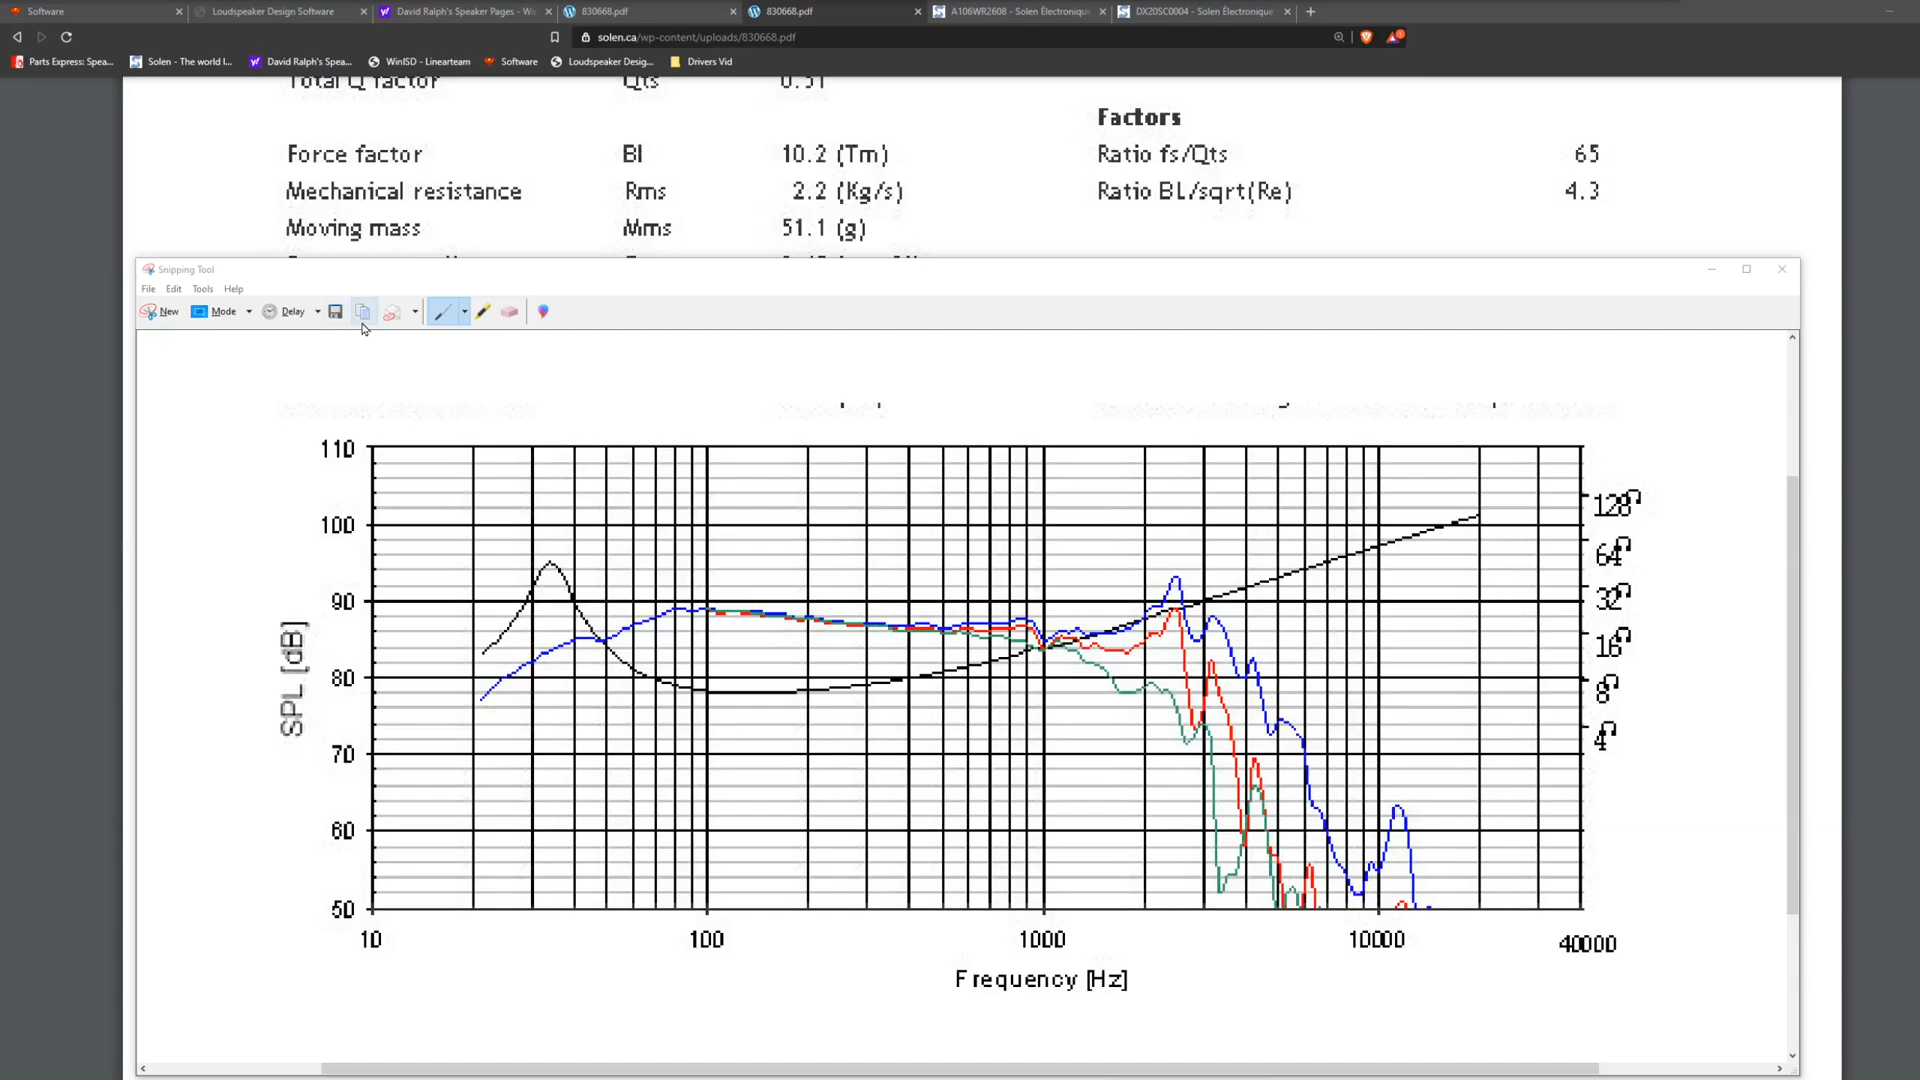 Software
Loudspeaker Design Software
David Ralph's Speaker Pages - Wi
830668.pdf
830668.pdf
A106WR2608 - Solen Électronique
DX20SC0004 - Solen Électronique
solen.ca/wp-content/uploads/830668.pdf
Parts Express: Spea...
Solen - The world l...
David Ralph's Spea...
WinISD - Linearteam
Software
Loudspeaker Desig...
Drivers Vid
Total Q factor Qts 0.51
Factors
Force factor Bl 10.2 (Tm) Ratio fs/Qts 65
Mechanical resistance Rms 2.2 (Kg/s) Ratio BL/sqrt(Re) 4.3
Moving mass Mms 51.1 (g)
Snipping Tool
File Edit Tools Help
New Mode Delay
110
100
90
80
70
60
50
SPL [dB]
128Ω
64Ω
32Ω
16Ω
8Ω
4Ω
10 100 1000 10000 40000
Frequency [Hz]